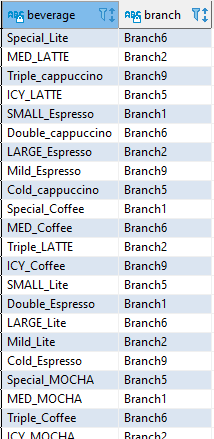 beverage branch
Special_Lite Branch6
MED_LATTE Branch2
Triple_cappuccino Branch9
ICY_LATTE Branch5
SMALL_Espresso Branch1
Double_cappuccino Branch6
LARGE_Espresso Branch2
Mild_Espresso Branch9
Cold_cappuccino Branch5
Special_Coffee Branch1
MED_Coffee Branch6
Triple_LATTE Branch2
ICY_Coffee Branch9
SMALL_Lite Branch5
Double_Espresso Branch1
LARGE_Lite Branch6
Mild_Lite Branch2
Cold_Espresso Branch9
Special_MOCHA Branch5
MED_MOCHA Branch1
Triple_Coffee Branch6
ICY_MOCHA Branch2